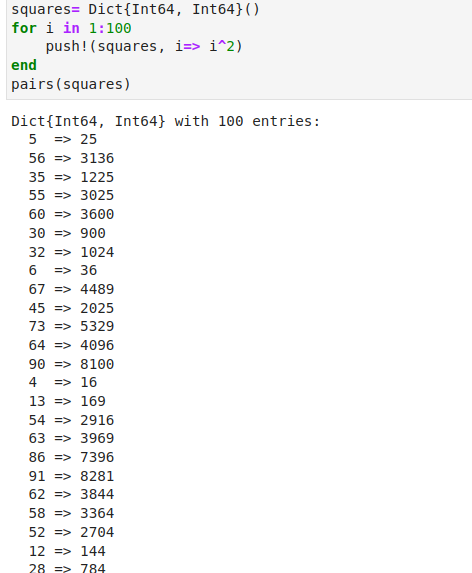 squares= Dict{Int64, Int64}()
for i in 1:100
    push!(squares, i=> i^2)
end
pairs(squares)
Dict{Int64, Int64} with 100 entries:
  5  => 25
  56 => 3136
  35 => 1225
  55 => 3025
  60 => 3600
  30 => 900
  32 => 1024
  6  => 36
  67 => 4489
  45 => 2025
  73 => 5329
  64 => 4096
  90 => 8100
  4  => 16
  13 => 169
  54 => 2916
  63 => 3969
  86 => 7396
  91 => 8281
  62 => 3844
  58 => 3364
  52 => 2704
  12 => 144
  28 => 784